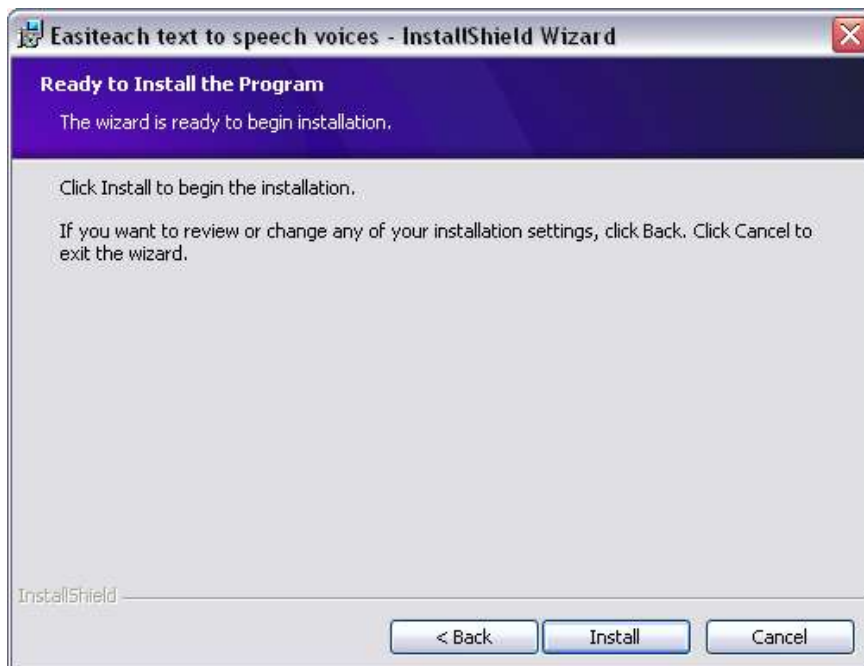 Easiteach text to speech voices - InstallShield Wizard
Ready to Install the Program
The wizard is ready to begin installation.
Click Install to begin the installation.
If you want to review or change any of your installation settings, click Back. Click Cancel to
exit the wizard.
InstallShield
< Back
Install
Cancel